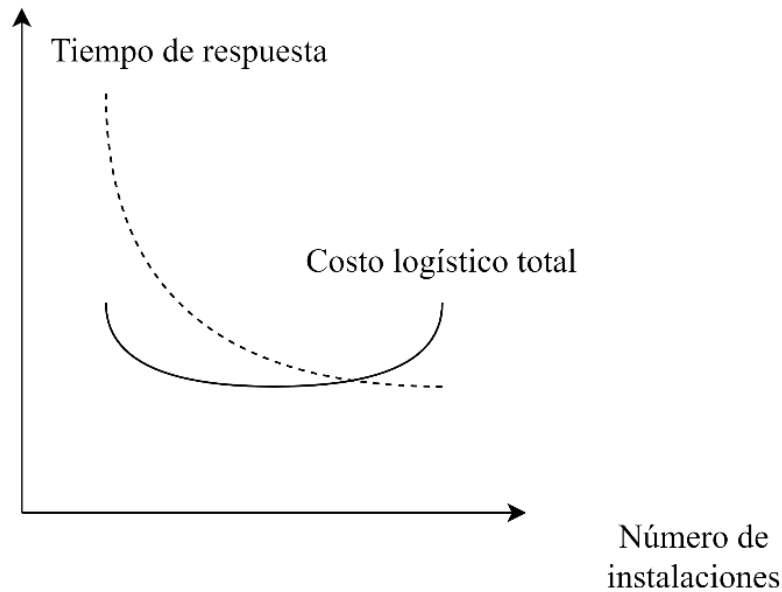 Tiempo de respuesta
Costo logístico total
Número de
instalaciones